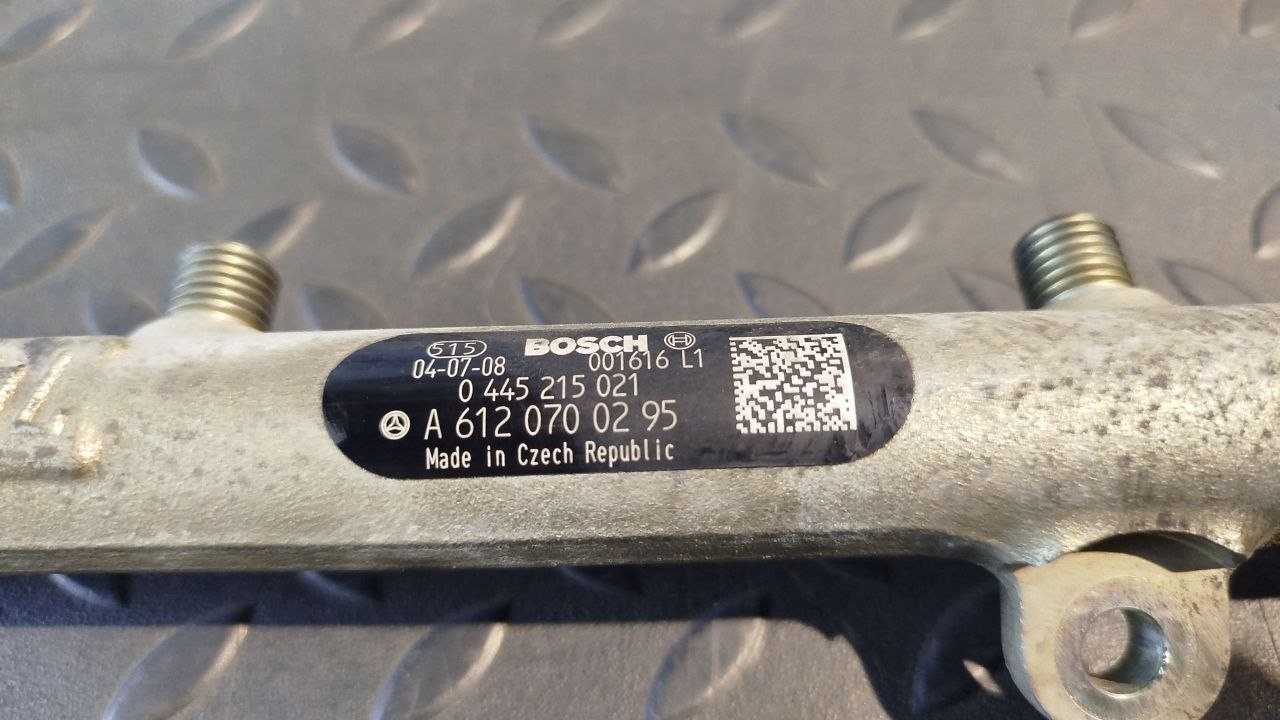 515 BOSCH
04-07-08 001616 L1
0 445 215 021
A 612 070 02 95
Made in Czech Republic